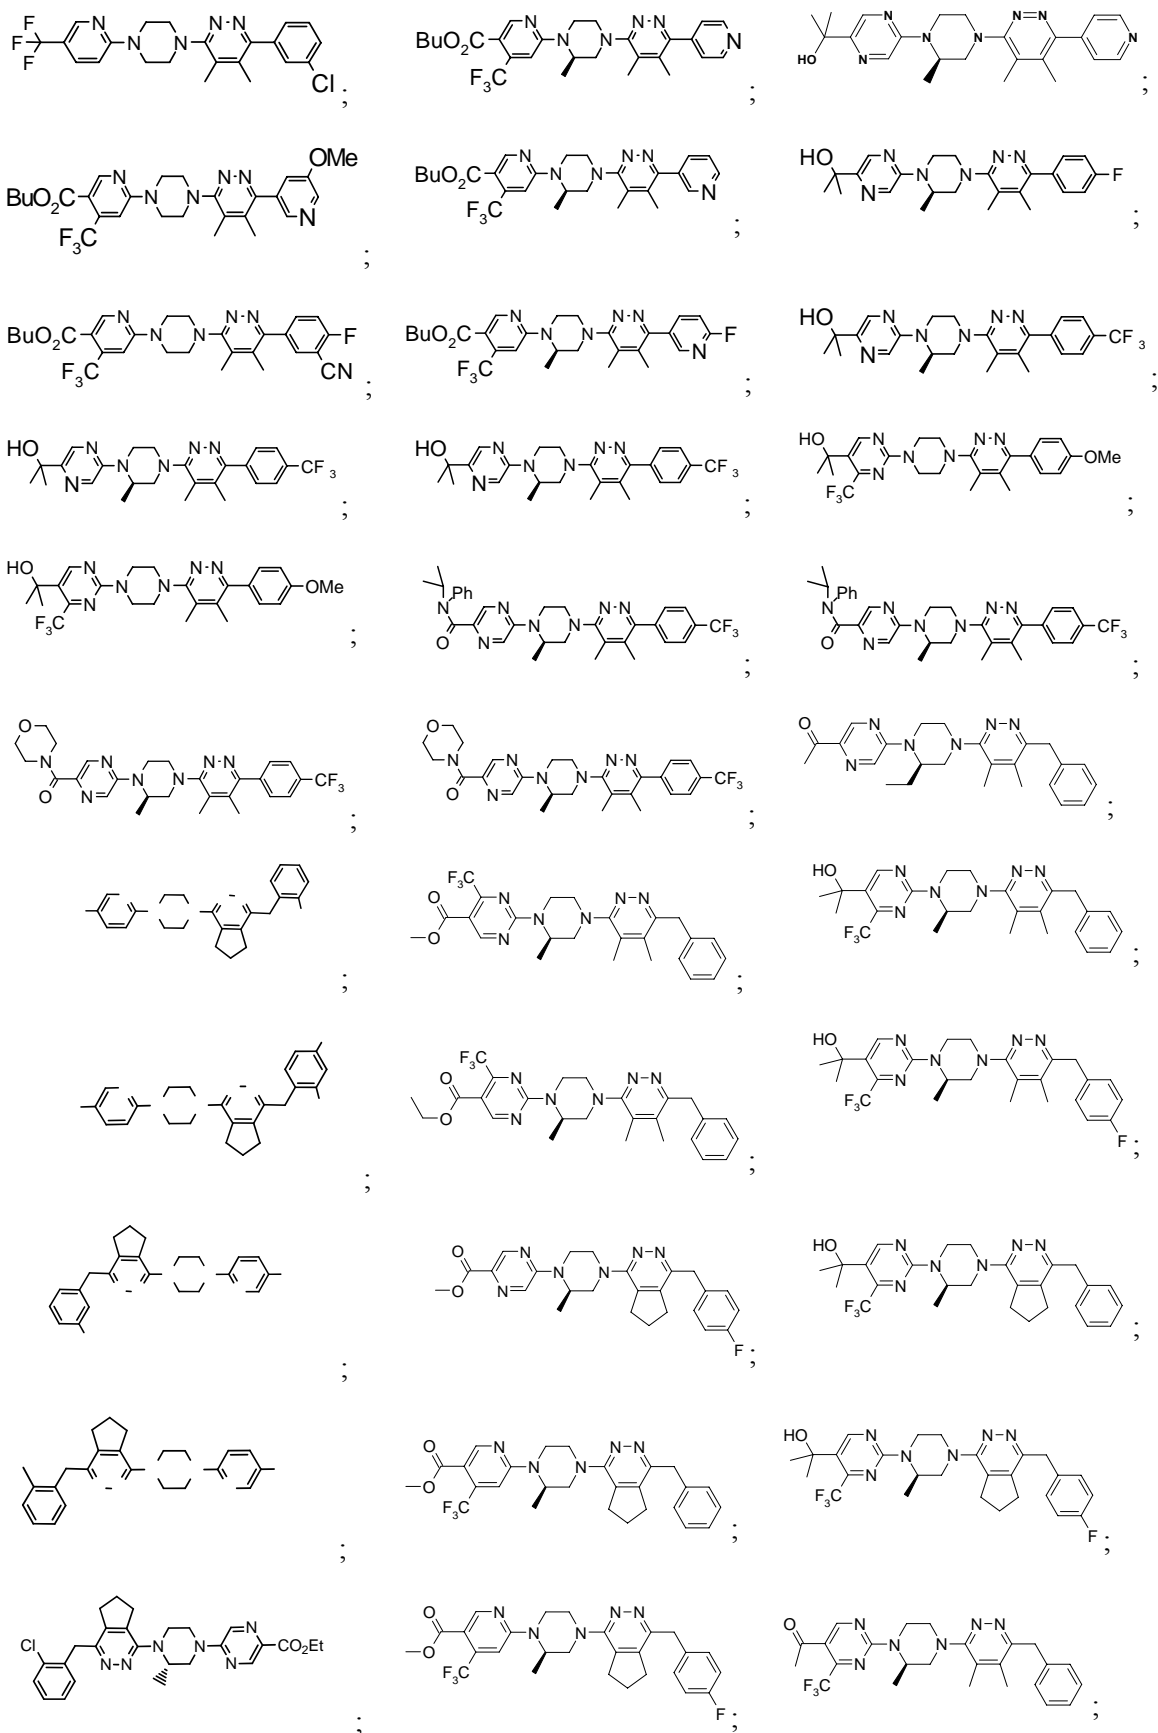 F F F N N N N N Cl ;
BuO₂C F₃C N N N N N N ;
HO N N N N N=N N ;
BuO₂C F₃C N N N N N N OMe ;
BuO₂C F₃C N N N N N N ;
HO N N N N N N F ;
BuO₂C F₃C N N N N N F CN ;
BuO₂C F₃C N N N N N N F ;
HO N N N N N N CF₃ ;
HO N N N N N N CF₃ ;
HO N N N N N N CF₃ ;
HO F₃C N N N N N N OMe ;
HO F₃C N N N N N N OMe ;
N Ph O N N N N N N CF₃ ;
N Ph O N N N N N N CF₃ ;
O N O N N N N N N CF₃ ;
O N O N N N N N N CF₃ ;
O N N N N N N ;
;
F₃C O O N N N N N N ;
HO F₃C N N N N N N ;
;
F₃C O O N N N N N N ;
HO F₃C N N N N N N F ;
;
O O N N N N N N F ;
HO F₃C N N N N N N ;
;
O O F₃C N N N N N ;
HO F₃C N N N N N N F ;
Cl N N N N N N CO₂Et ;
O O F₃C N N N N N F ;
O F₃C N N N N N N ;